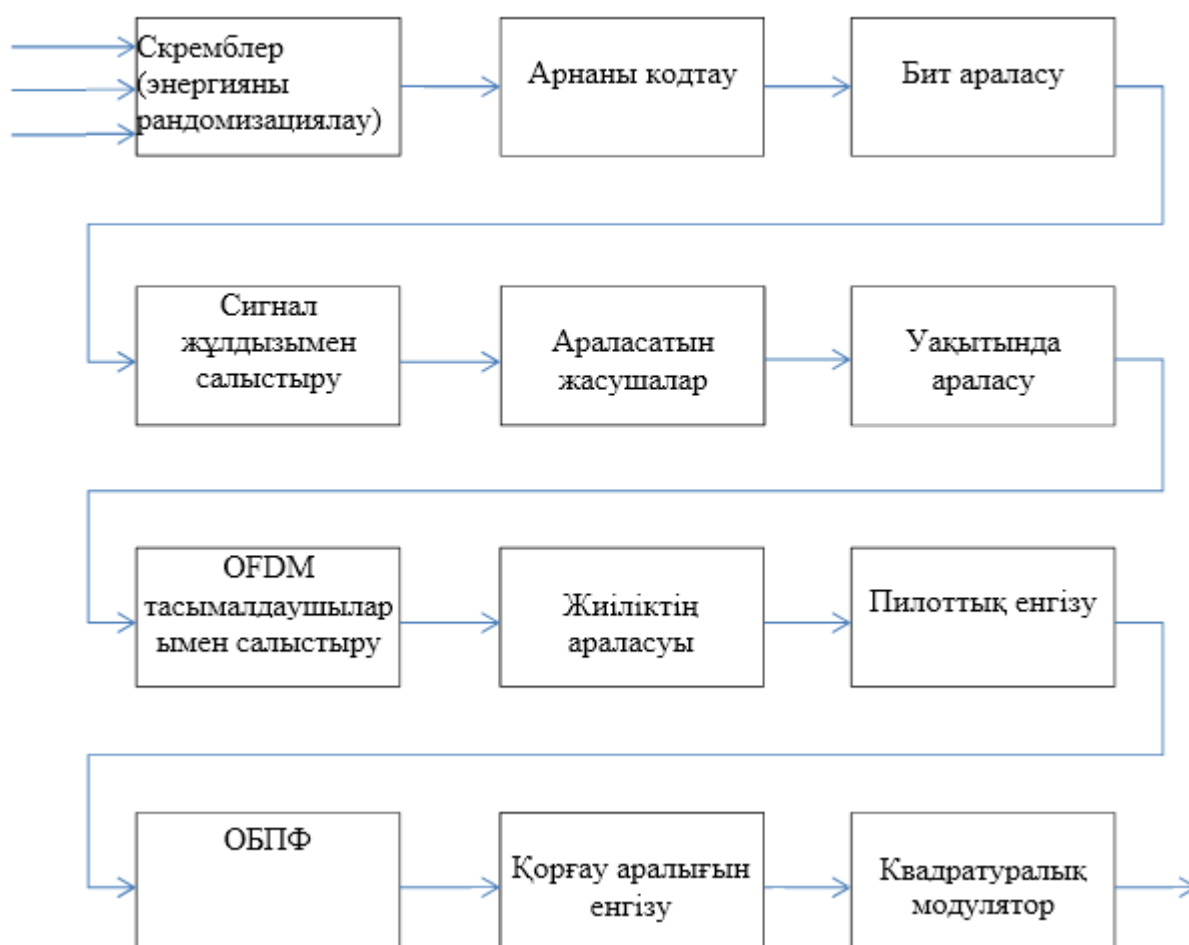 Скремблер
(энергияны
рандомизациялау)
Арнаны кодтау
Бит араласу
Сигнал
жұлдызымен
салыстыру
Араласатын
жасушалар
Уақытында
араласу
OFDM
тасымалдаушылар
ымен салыстыру
Жиіліктің
араласуы
Пилоттық енгізу
ОБПФ
Қорғау аралығын
енгізу
Квадратуралық
модулятор